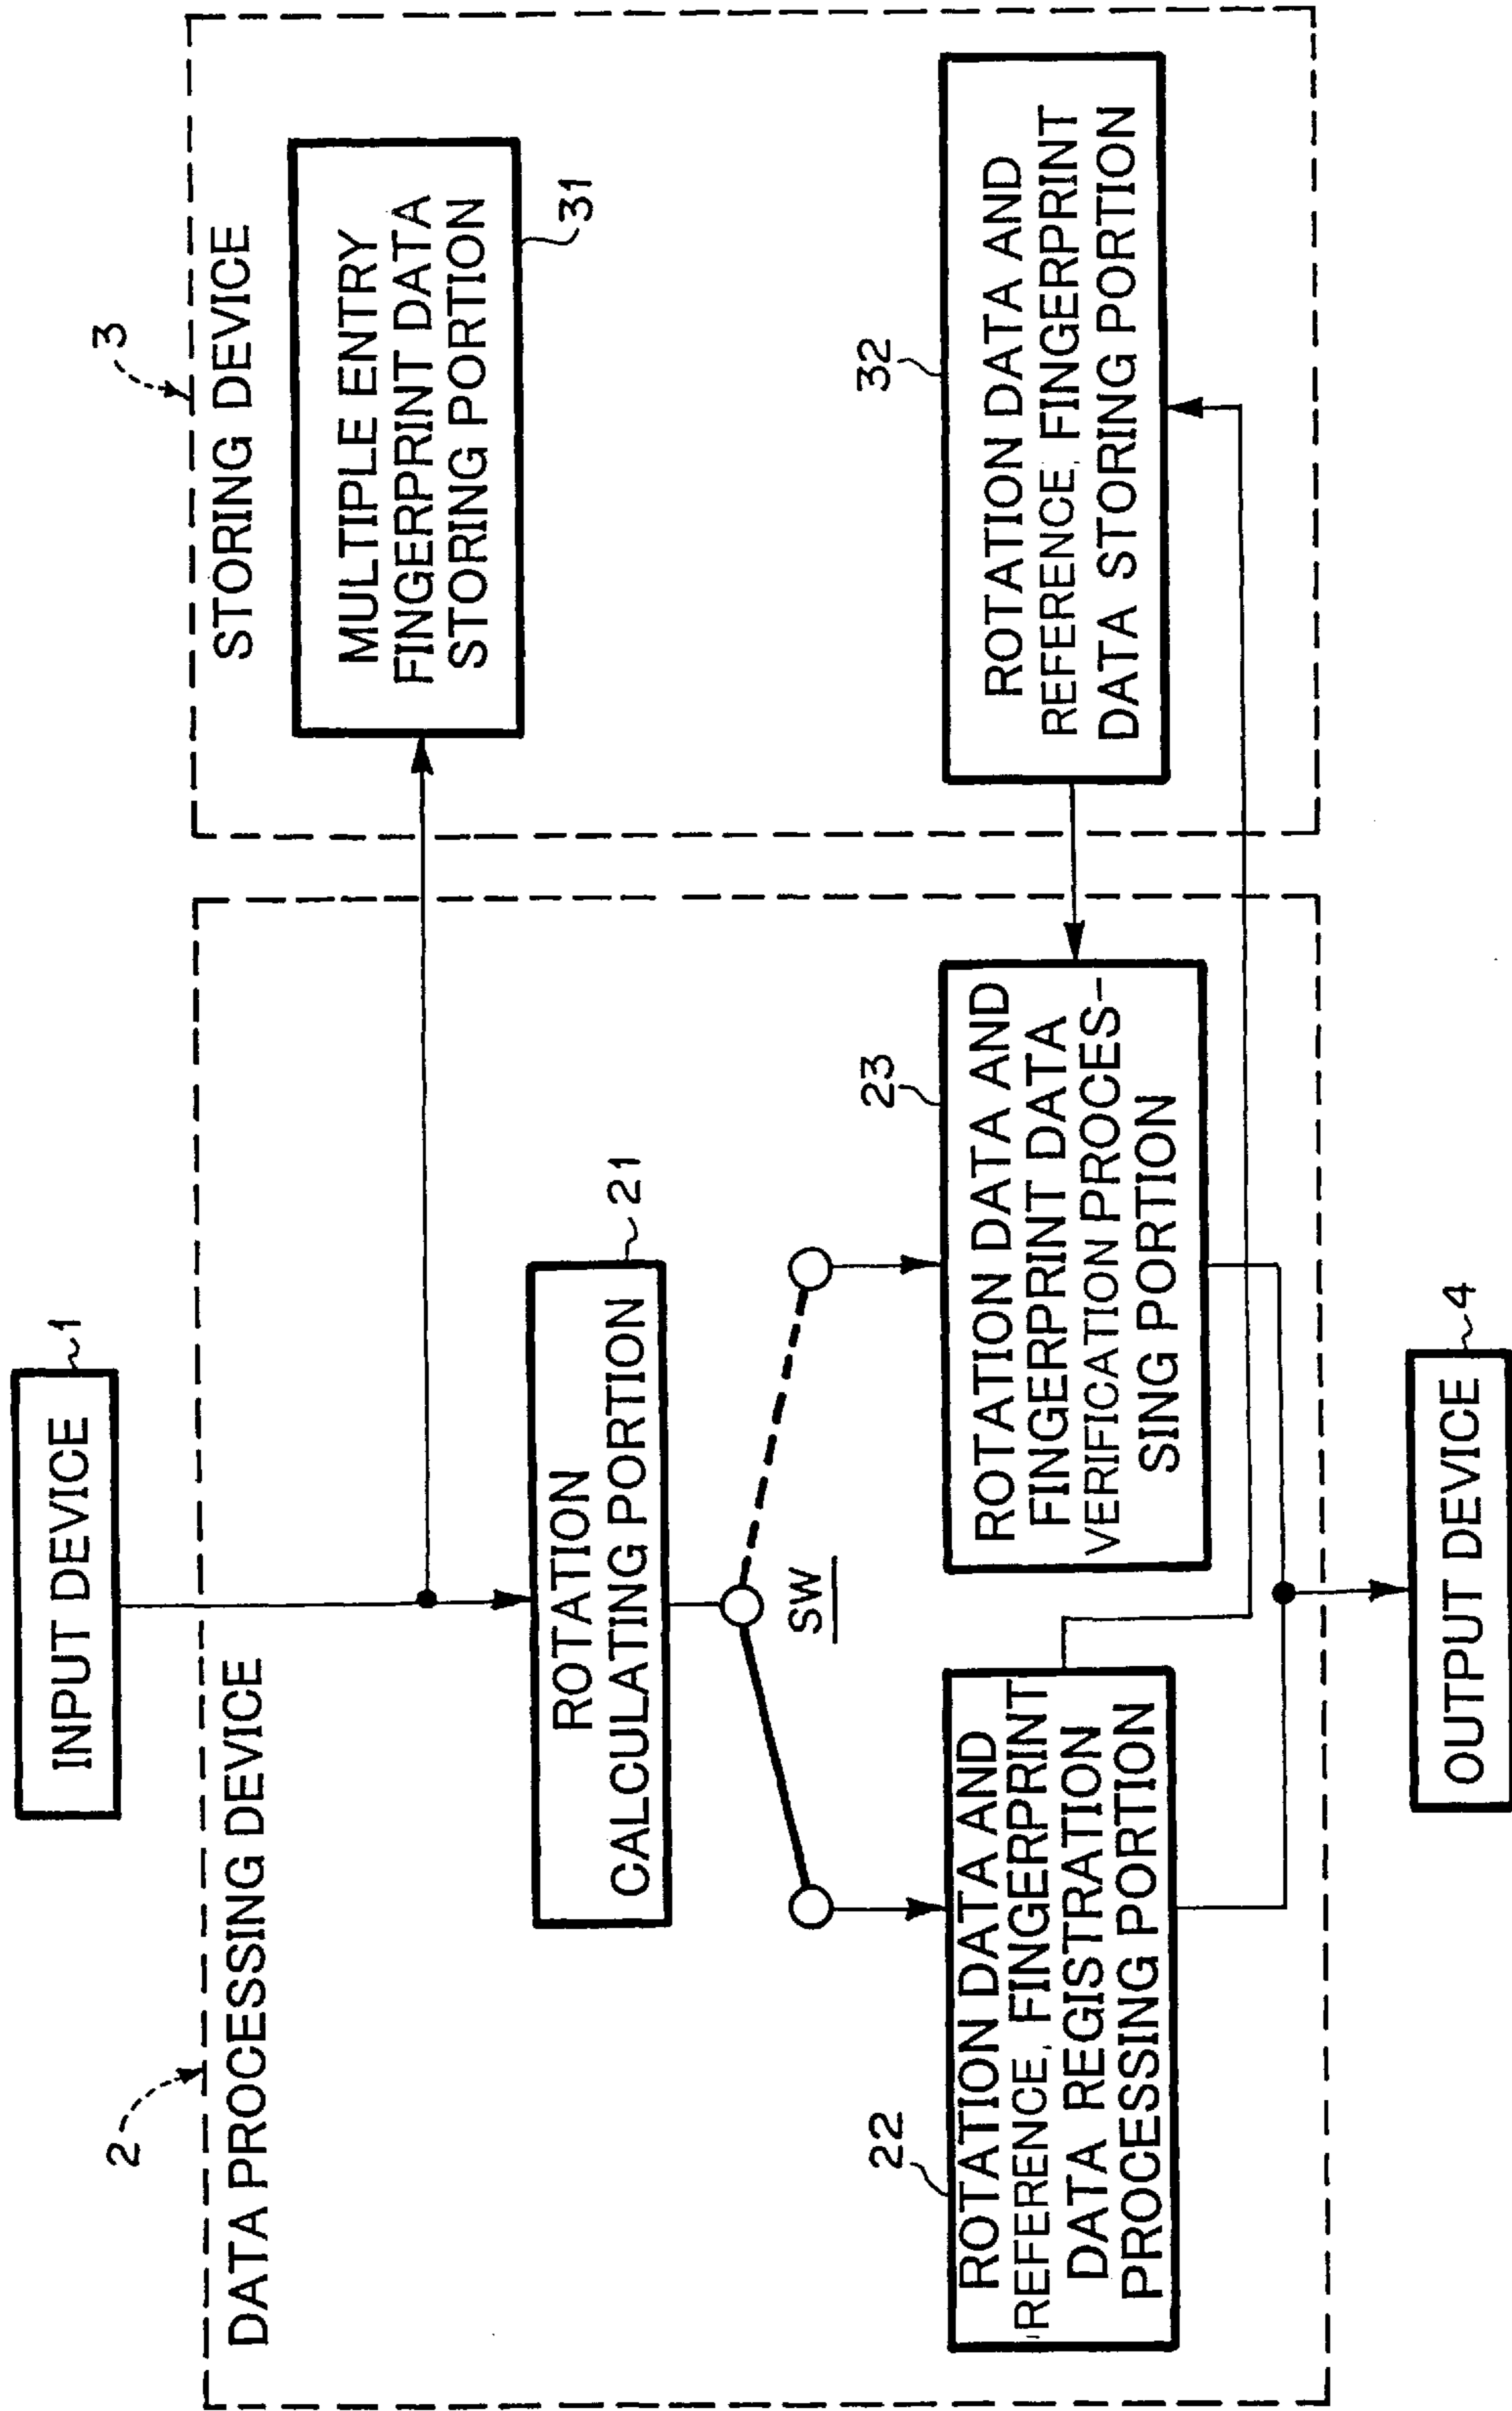 INPUT DEVICE
1
2
DATA PROCESSING DEVICE
3
STORING DEVICE
MULTIPLE ENTRY
FINGERPRINT DATA
STORING PORTION
31
ROTATION
CALCULATING PORTION
21
SW
22
ROTATION DATA AND
REFERENCE, FINGERPRINT
DATA REGISTRATION
PROCESSING PORTION
23
ROTATION DATA AND
FINGERPRINT DATA
VERIFICATION PROCES-
SING PORTION
32
ROTATION DATA AND
REFERENCE, FINGERPRINT
DATA STORING PORTION
OUTPUT DEVICE
4